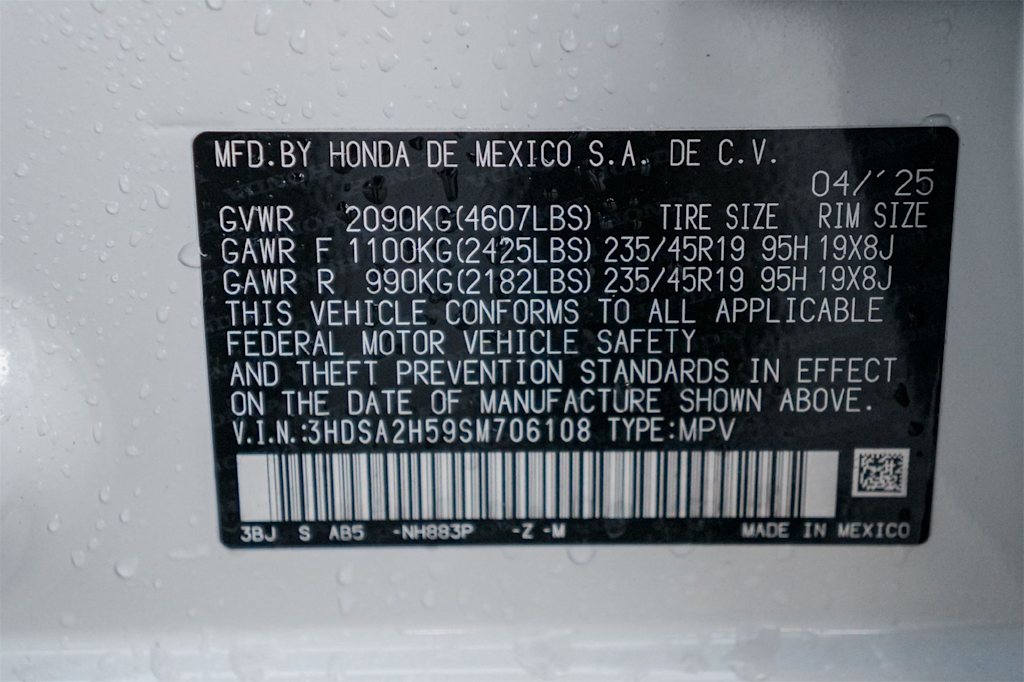 MFD.BY HONDA DE MEXICO S.A. DE C.V.
04/'25
GVWR 2090KG(4607LBS) TIRE SIZE RIM SIZE
GAWR F 1100KG(2425LBS) 235/45R19 95H 19X8J
GAWR R 990KG(2182LBS) 235/45R19 95H 19X8J
THIS VEHICLE CONFORMS TO ALL APPLICABLE
FEDERAL MOTOR VEHICLE SAFETY
AND THEFT PREVENTION STANDARDS IN EFFECT
ON THE DATE OF MANUFACTURE SHOWN ABOVE.
V.I.N.:3HDSA2H59SM706108 TYPE:MPV
3BJ S AB5 -NH883P -Z -M MADE IN MEXICO